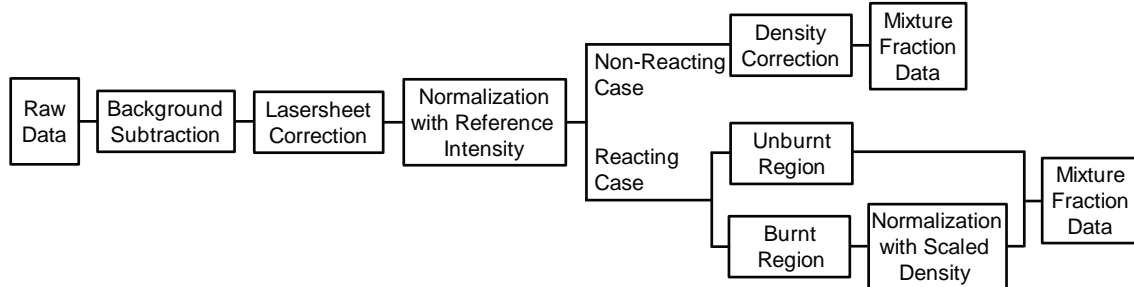 Raw
Data
Background
Subtraction
Lasersheet
Correction
Normalization
with Reference
Intensity
Non-Reacting
Case
Density
Correction
Mixture
Fraction
Data
Reacting
Case
Unburnt
Region
Burnt
Region
Normalization
with Scaled
Density
Mixture
Fraction
Data